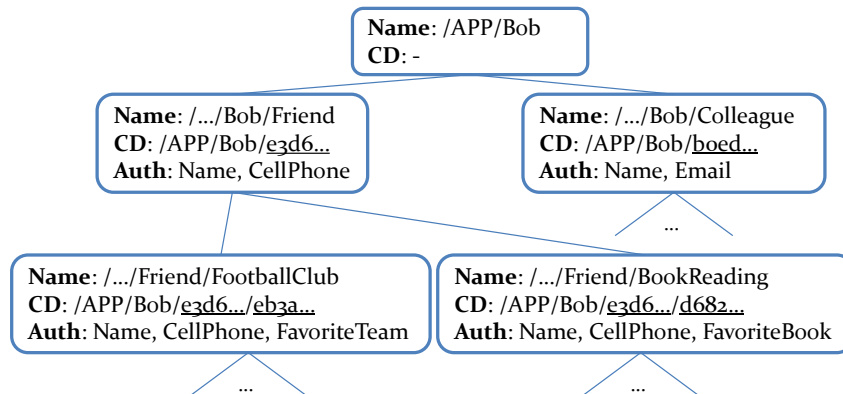 Name: /APP/Bob
CD: -
Name: /.../Bob/Friend
CD: /APP/Bob/e3d6...
Auth: Name, CellPhone
Name: /.../Bob/Colleague
CD: /APP/Bob/b0ed...
Auth: Name, Email
...
Name: /.../Friend/FootballClub
CD: /APP/Bob/e3d6.../eb3a...
Auth: Name, CellPhone, FavoriteTeam
Name: /.../Friend/BookReading
CD: /APP/Bob/e3d6.../d682...
Auth: Name, CellPhone, FavoriteBook
...
...